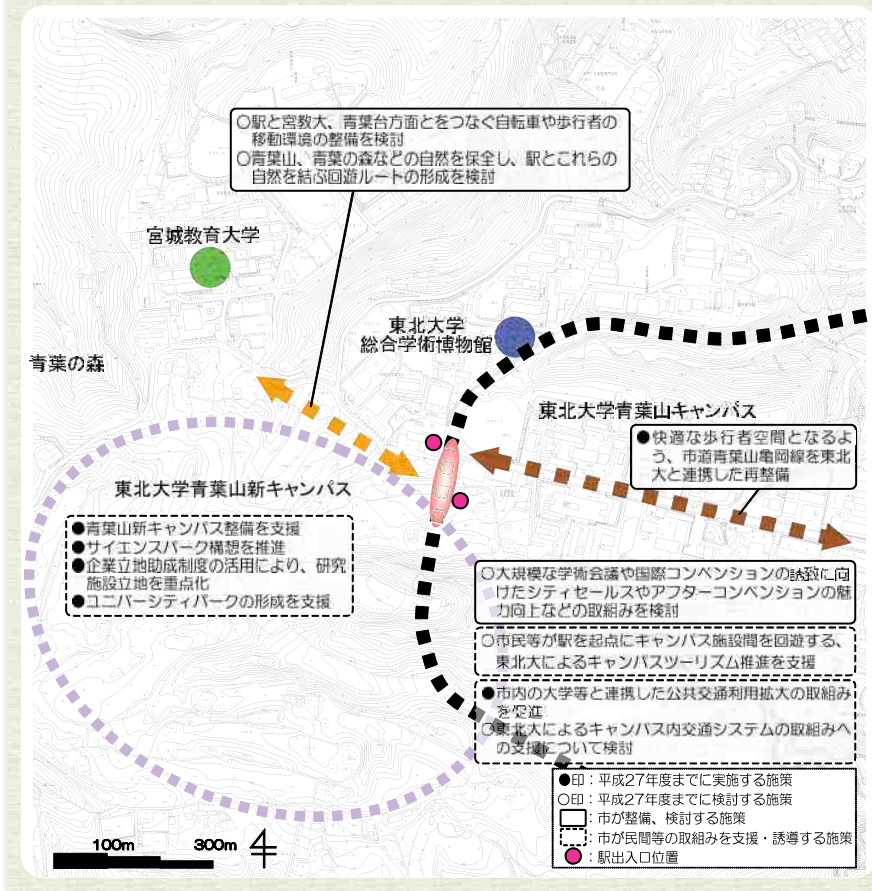 ○駅と宮教大、青葉台方面とをつなぐ自転車や歩行者の
移動環境の整備を検討
○青葉山、青葉の森などの自然を保全し、駅とこれらの
自然を結ぶ回遊ルートの形成を検討
宮城教育大学
東北大学
総合学術博物館
青葉の森
東北大学青葉山キャンパス
●快適な歩行者空間となるよ
う、市道青葉山亀岡線を東北
大と連携した再整備
東北大学青葉山新キャンパス
●青葉山新キャンパス整備を支援
●サイエンスパーク構想を推進
●企業立地助成制度の活用により、研究
施設立地を重点化
●ユニバーシティパークの形成を支援
○大規模な学術会議や国際コンベンションの誘致に向
けたシティセールスやアフターコンベンションの魅
力向上などの取組みを検討
○市民等が駅を起点にキャンパス施設間を回遊する、
東北大によるキャンパスツーリズム推進を支援
●市内の大学等と連携した公共交通利用拡大の取組み
を促進
○東北大によるキャンパス内交通システムの取組みへ
の支援について検討
●印：平成27年度までに実施する施策
○印：平成27年度までに検討する施策
：市が整備、検討する施策
：市が民間等の取組みを支援・誘導する施策
：駅出入口位置
100m 300m